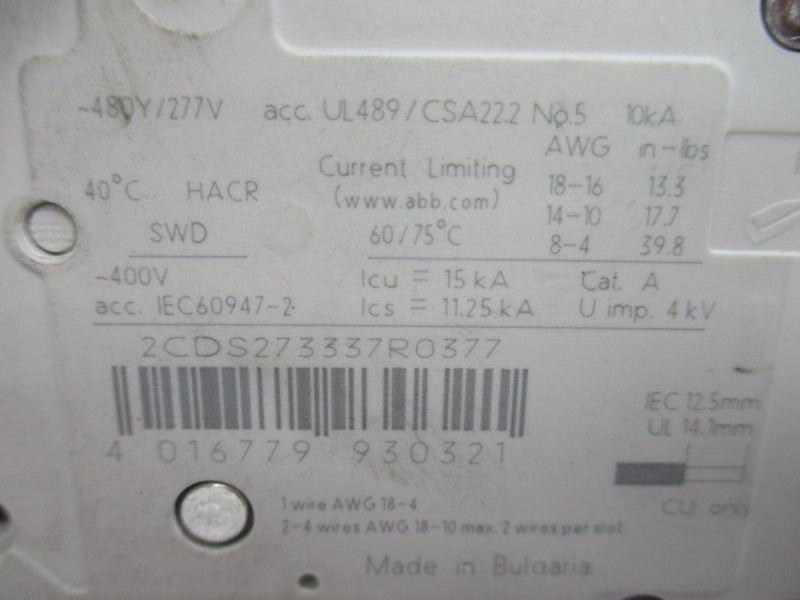 ~480Y/277V acc. UL489/CSA22.2 No.5 10kA
AWG in-lbs
40°C HACR Current Limiting 18-16 13.3
(www.abb.com) 14-10 17.7
SWD 60/75°C 8-4 39.8
~400V Icu = 15 kA Cat. A
acc. IEC60947-2 Ics = 11.25 kA U imp. 4 kV
2CDS273337R0377
4 016779 930321
IEC 12.5mm
UL 14.1mm
CU only
1 wire AWG 18-4
2-4 wires AWG 18-10 max. 2 wires per slot
Made in Bulgaria